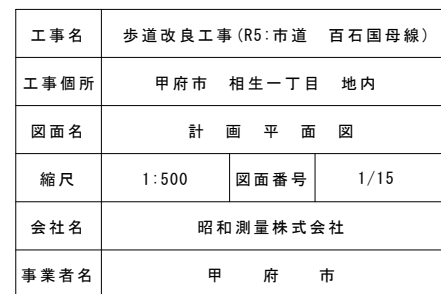 工事名 歩道改良工事(R5:市道 百石国母線)
工事個所 甲府市 相生一丁目 地内
図面名 計画平面図
縮尺 1:500 図面番号 1/15
会社名 昭和測量株式会社
事業者名 甲府市